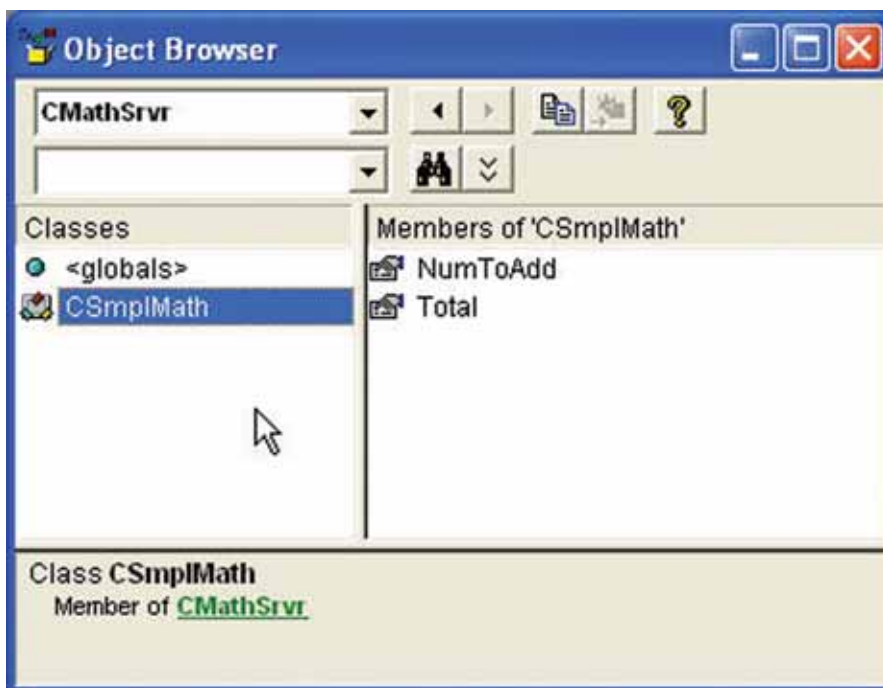 Object Browser
CMathSrvr
?
Classes
<globals>
CSmplMath
Members of 'CSmplMath'
NumToAdd
Total
Class CSmplMath
Member of CMathSrvr